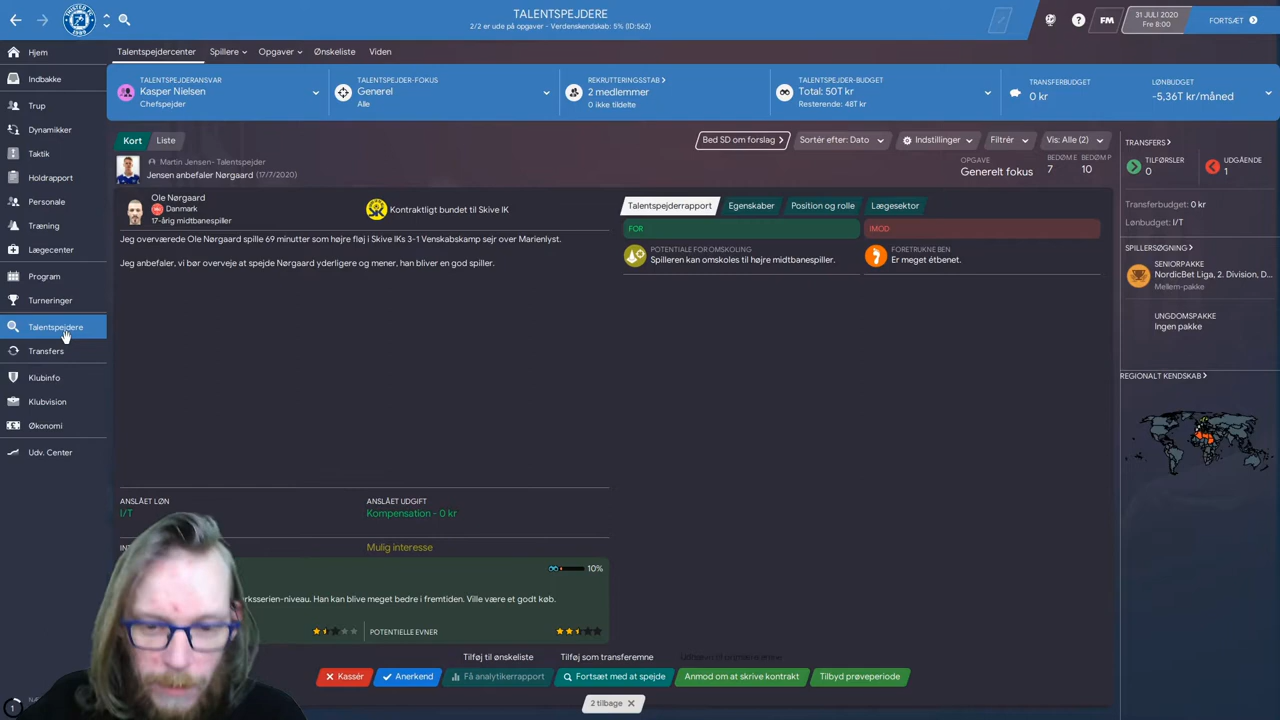 TALENTSPEJDERE
2/2 er ude på opgaver - Verdenskendskab: 5% (ID:562)
FM
31 JULI 2020
Fre 8:00
FORTSÆT
Hjem
Indbakke
Trup
Dynamikker
Taktik
Holdrapport
Personale
Træning
Lægecenter
Program
Turneringer
Talentspejdere
Transfers
Klubinfo
Klubvision
Økonomi
Udv. Center
Talentspejdercenter
Spillere
Opgaver
Ønskeliste
Viden
TALENTSPEJDERANSVAR
Kasper Nielsen
Chefspejder
TALENTSPEJDER-FOKUS
Generel
Alle
REKRUTTERINGSSTAB
2 medlemmer
0 ikke tildelte
TALENTSPEJDER-BUDGET
Total: 50T kr
Resterende: 48T kr
TRANSFERBUDGET
0 kr
LØNBUDGET
-5,36T kr/måned
Kort
Liste
Bed SD om forslag
Sortér efter: Dato
Indstillinger
Filtrér
Vis: Alle (2)
Martin Jensen- Talentspejder
Jensen anbefaler Nørgaard (17/7/2020)
OPGAVE
Generelt fokus
BEDØM E
7
BEDØM P
10
Ole Nørgaard
Danmark
17-årig midtbanespiller
Kontraktligt bundet til Skive IK
Jeg overværede Ole Nørgaard spille 69 minutter som højre fløj i Skive IKs 3-1 Venskabskamp sejr over Marienlyst.
Jeg anbefaler, vi bør overveje at spejde Nørgaard yderligere og mener, han bliver en god spiller.
Talentspejderrapport
Egenskaber
Position og rolle
Lægesektor
FOR
IMOD
POTENTIALE FOR OMSKOLING
Spilleren kan omskoles til højre midtbanespiller.
FORETRUKNE BEN
Er meget étbenet.
ANSLÅET LØN
I/T
ANSLÅET UDGIFT
Kompensation - 0 kr
Mulig interesse
10%
-niveau. Han kan blive meget bedre i fremtiden. Ville være et godt køb.
POTENTIELLE EVNER
Tilføj til ønskeliste
Tilføj som transferemne
Kassér
Anerkend
Få analytikerrapport
Fortsæt med at spejde
Anmod om at skrive kontrakt
Tilbyd prøveperiode
2 tilbage
TRANSFERS
TILFØRSLER
0
UDGÅENDE
1
Transferbudget: 0 kr
Lønbudget: I/T
SPILLERSØGNING
SENIORPAKKE
NordicBet Liga, 2. Division, D...
Mellem-pakke
UNGDOMSPAKKE
Ingen pakke
REGIONALT KENDSKAB
1